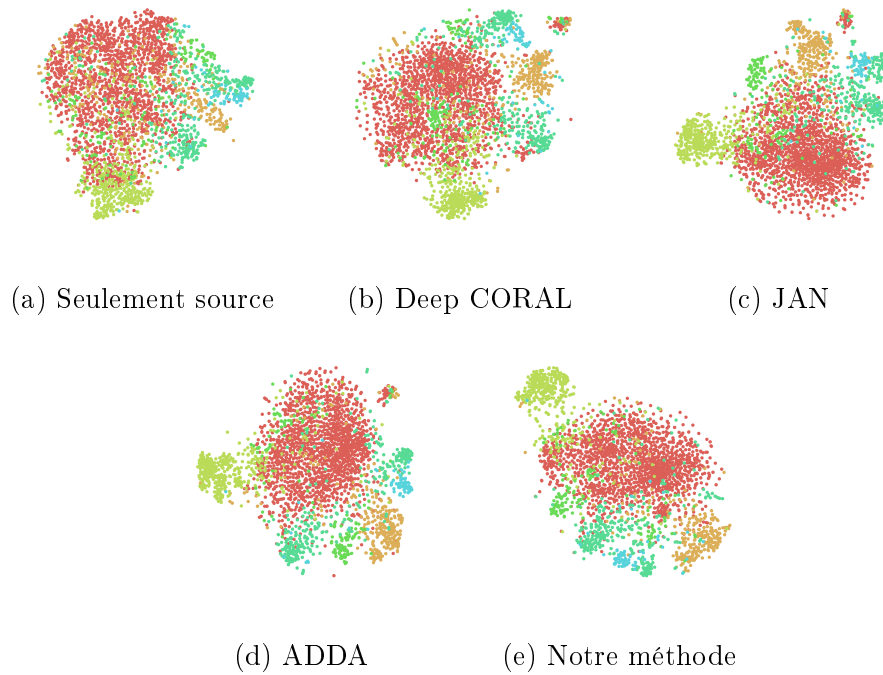 (a) Seulement source
(b) Deep CORAL
(c) JAN
(d) ADDA
(e) Notre méthode